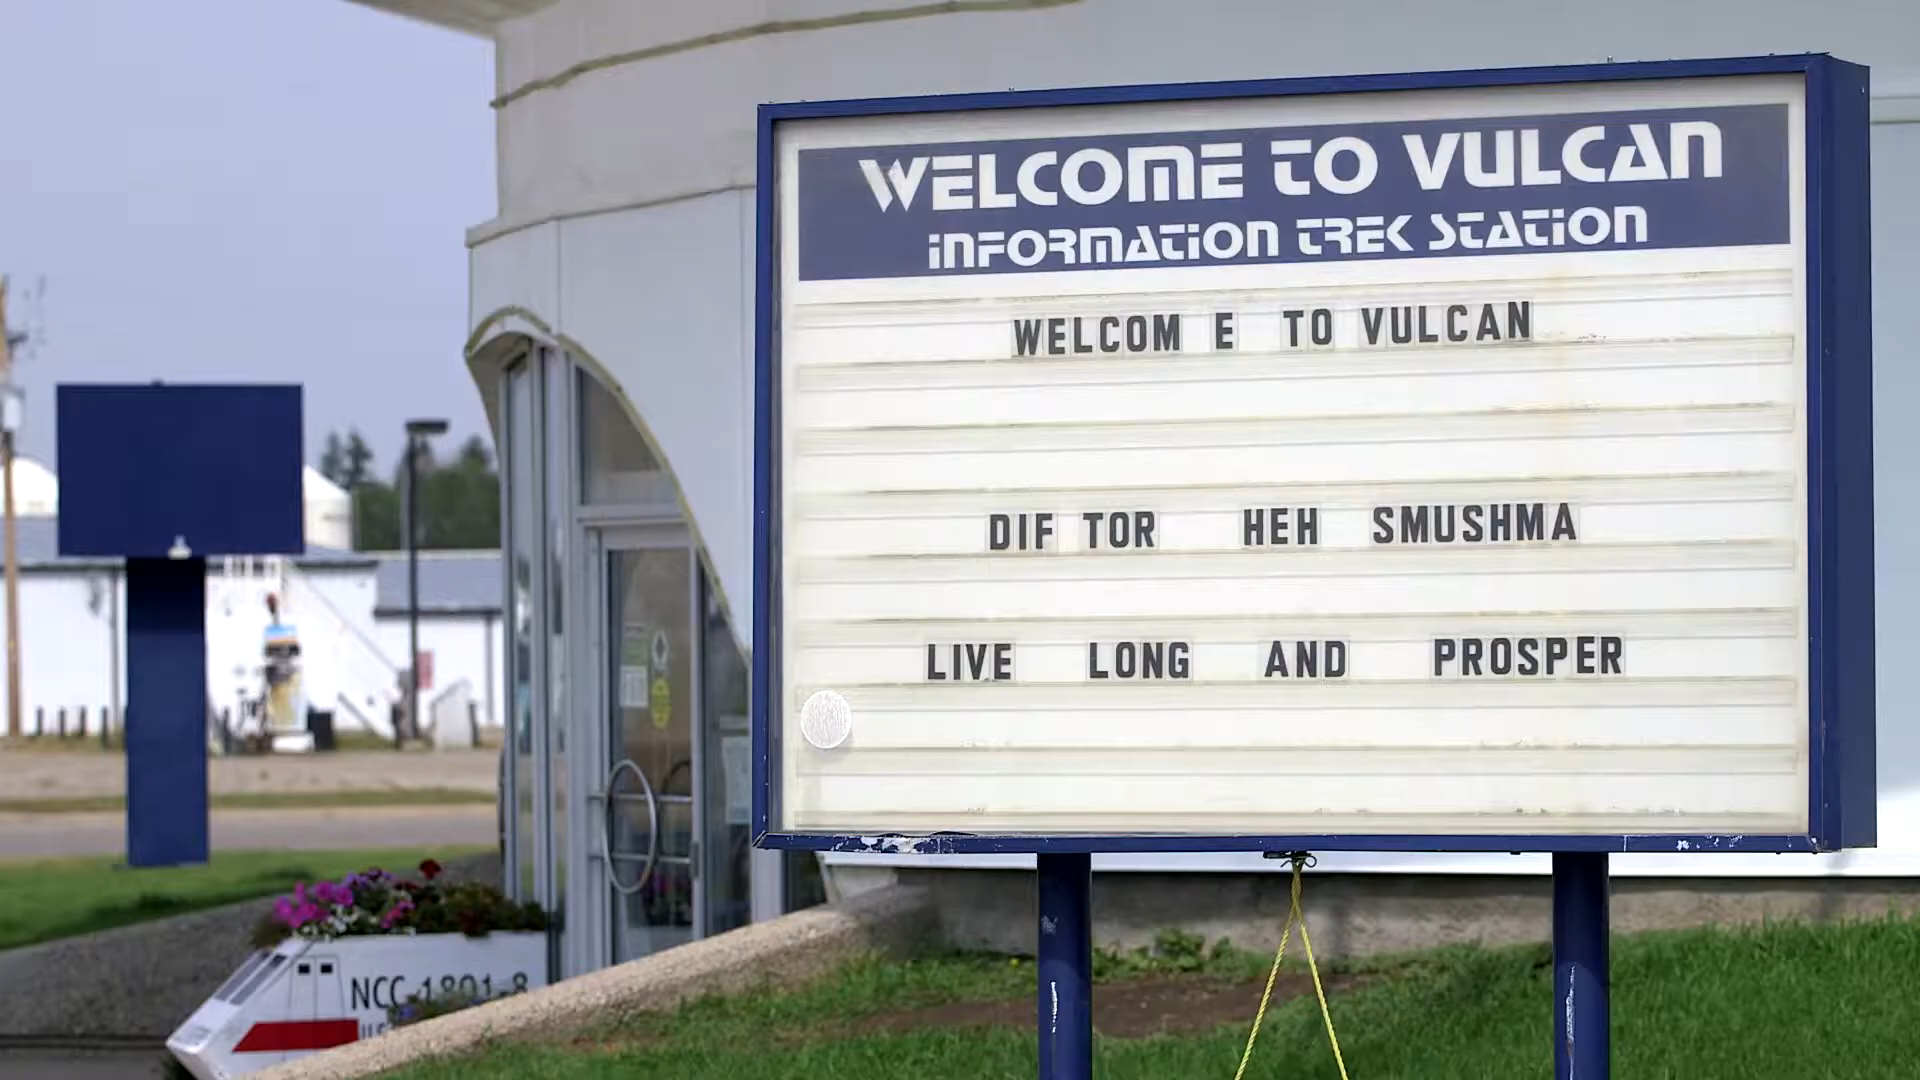 WELCOME TO VULCAN
INFORMATION TREK STATION
WELCOM E TO VULCAN
DIF TOR HEH SMUSHMA
LIVE LONG AND PROSPER
NCC-1801-8